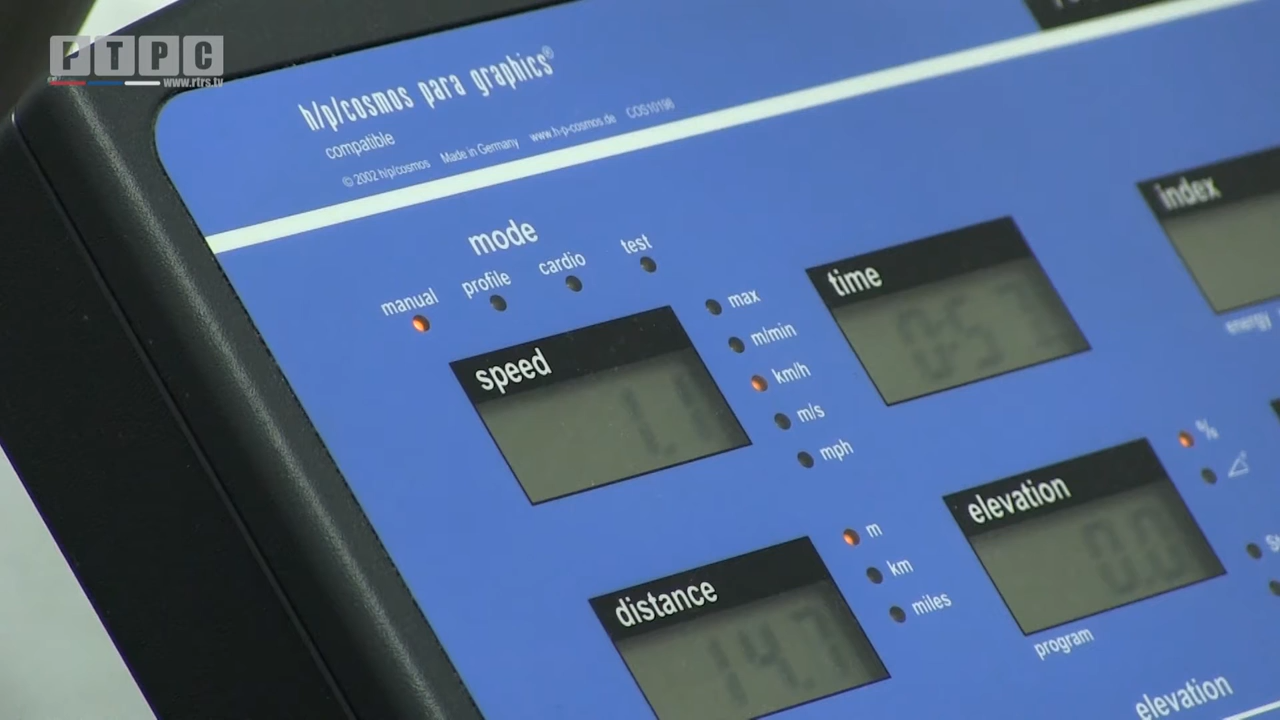 РТРС
www.rtrs.tv
h/p/cosmos para graphics®
compatible
© 2002 h/p/cosmos Made in Germany www.h-p-cosmos.de COS10198
mode
manual profile cardio test
speed
1.1
max
m/min
km/h
m/s
mph
time
0:57
index
energy
distance
14.7
m
km
miles
elevation
0.0
%
program
elevation